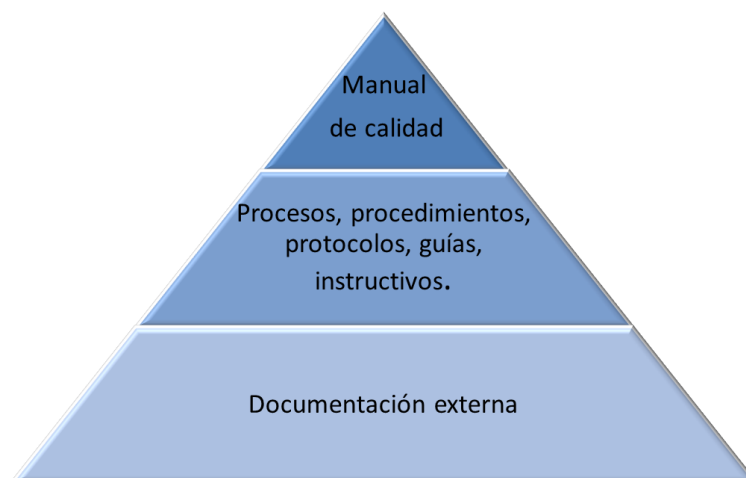 Manual
de calidad
Procesos, procedimientos,
protocolos, guías,
instructivos.
Documentación externa